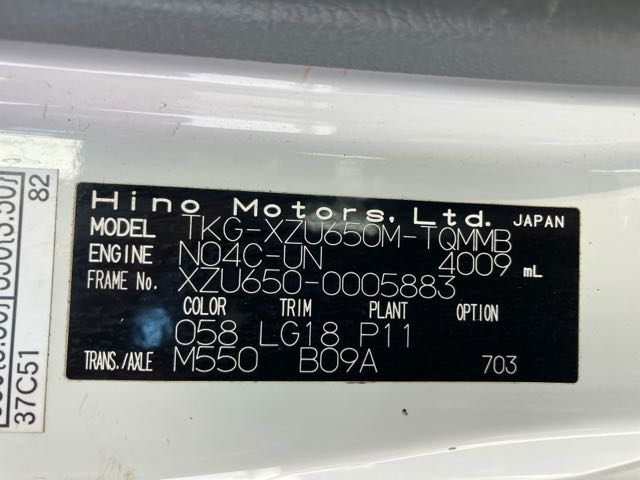 Hino Motors, Ltd. JAPAN
MODEL TKG-XZU650M-TQMMB
ENGINE N04C-UN 4009 mL
FRAME No. XZU650-0005883
COLOR TRIM PLANT OPTION
058 LG18 P11
TRANS./AXLE M550 B09A 703
37C51 82